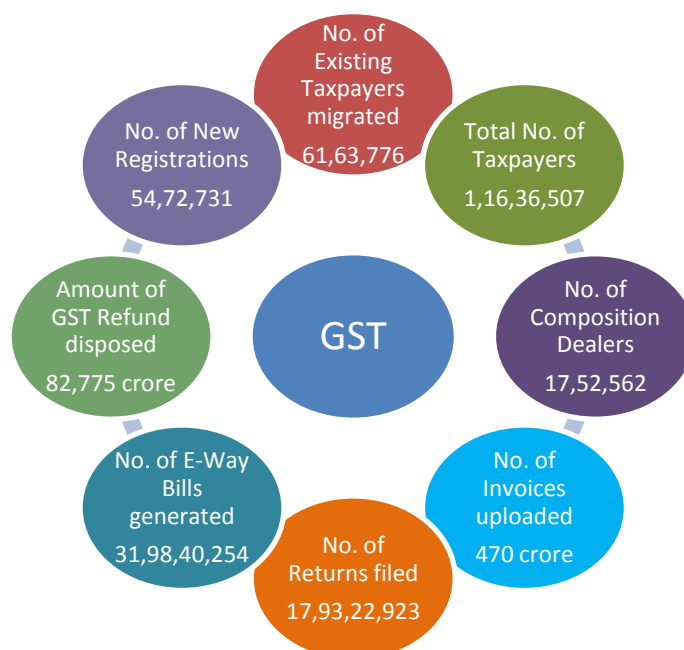 No. of
Existing
Taxpayers
migrated
61,63,776
Total No. of
Taxpayers
1,16,36,507
No. of
Composition
Dealers
17,52,562
No. of
Invoices
uploaded
470 crore
No. of
Returns filed
17,93,22,923
No. of E-Way
Bills
generated
31,98,40,254
Amount of
GST Refund
disposed
82,775 crore
No. of New
Registrations
54,72,731
GST